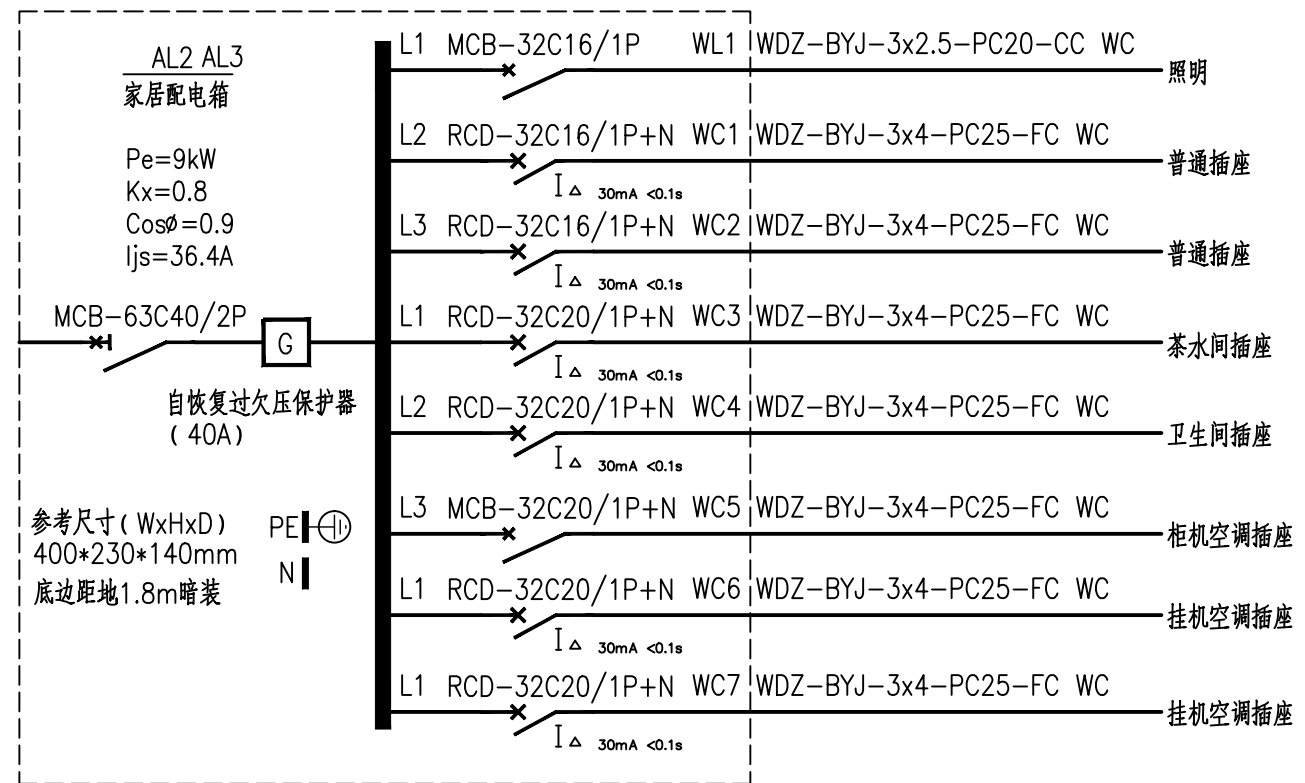 AL2 AL3
家居配电箱
Pe=9kW
Kx=0.8
Cosø=0.9
Ijs=36.4A
MCB-63C40/2P
G
自恢复过欠压保护器
(40A)
参考尺寸(WxHxD)
400*230*140mm
底边距地1.8m暗装
PE
N
L1 MCB-32C16/1P WL1 WDZ-BYJ-3x2.5-PC20-CC WC
照明
L2 RCD-32C16/1P+N WC1 WDZ-BYJ-3x4-PC25-FC WC
普通插座
I△ 30mA <0.1s
L3 RCD-32C16/1P+N WC2 WDZ-BYJ-3x4-PC25-FC WC
普通插座
I△ 30mA <0.1s
L1 RCD-32C20/1P+N WC3 WDZ-BYJ-3x4-PC25-FC WC
茶水间插座
I△ 30mA <0.1s
L2 RCD-32C20/1P+N WC4 WDZ-BYJ-3x4-PC25-FC WC
卫生间插座
I△ 30mA <0.1s
L3 MCB-32C20/1P+N WC5 WDZ-BYJ-3x4-PC25-FC WC
柜机空调插座
L1 RCD-32C20/1P+N WC6 WDZ-BYJ-3x4-PC25-FC WC
挂机空调插座
I△ 30mA <0.1s
L1 RCD-32C20/1P+N WC7 WDZ-BYJ-3x4-PC25-FC WC
挂机空调插座
I△ 30mA <0.1s